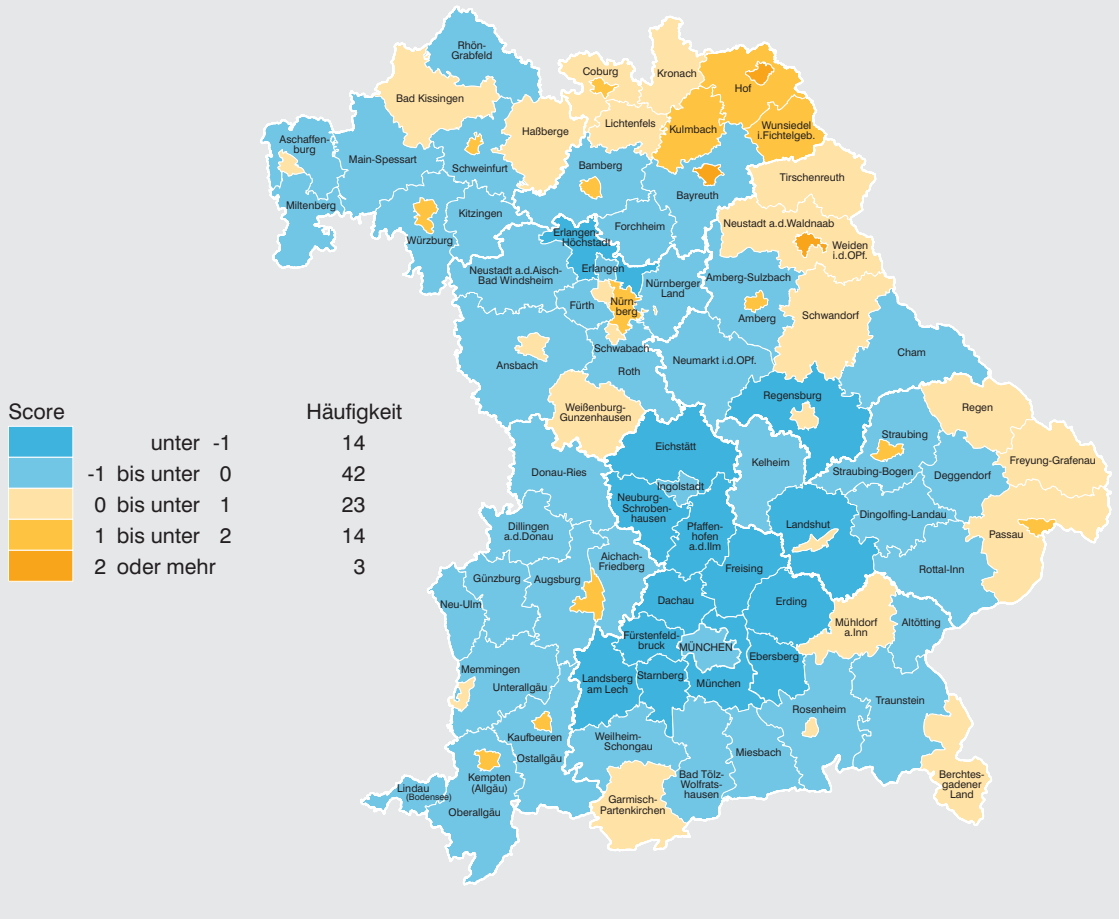 Score Häufigkeit
unter -1 14
-1 bis unter 0 42
0 bis unter 1 23
1 bis unter 2 14
2 oder mehr 3
Rhön-
Grabfeld
Bad Kissingen
Coburg
Kronach
Hof
Haßberge
Lichtenfels
Kulmbach
Wunsiedel
i.Fichtelgeb.
Aschaffen-
burg
Main-Spessart
Schweinfurt
Bamberg
Bayreuth
Tirschenreuth
Miltenberg
Würzburg
Kitzingen
Erlangen-
Höchstadt
Forchheim
Neustadt a.d.Waldnaab
Weiden
i.d.OPf.
Neustadt a.d.Aisch-
Bad Windsheim
Erlangen
Nürnberger
Land
Amberg-Sulzbach
Fürth
Nürn-
berg
Amberg
Schwandorf
Ansbach
Schwabach
Roth
Neumarkt i.d.OPf.
Cham
Weißenburg-
Gunzenhausen
Regensburg
Regen
Eichstätt
Straubing
Freyung-Grafenau
Donau-Ries
Ingolstadt
Kelheim
Straubing-Bogen
Deggendorf
Neuburg-
Schroben-
hausen
Dillingen
a.d.Donau
Pfaffen-
hofen
a.d.Ilm
Landshut
Dingolfing-Landau
Passau
Aichach-
Friedberg
Günzburg
Augsburg
Freising
Rottal-Inn
Neu-Ulm
Dachau
Erding
Mühldorf
a.Inn
Altötting
Fürstenfeld-
bruck
MÜNCHEN
Ebersberg
Memmingen
Unterallgäu
Landsberg
am Lech
Starnberg
München
Rosenheim
Traunstein
Kaufbeuren
Ostallgäu
Weilheim-
Schongau
Miesbach
Kempten
(Allgäu)
Bad Tölz-
Wolfrats-
hausen
Berchtes-
gadener
Land
Lindau
(Bodensee)
Oberallgäu
Garmisch-
Partenkirchen